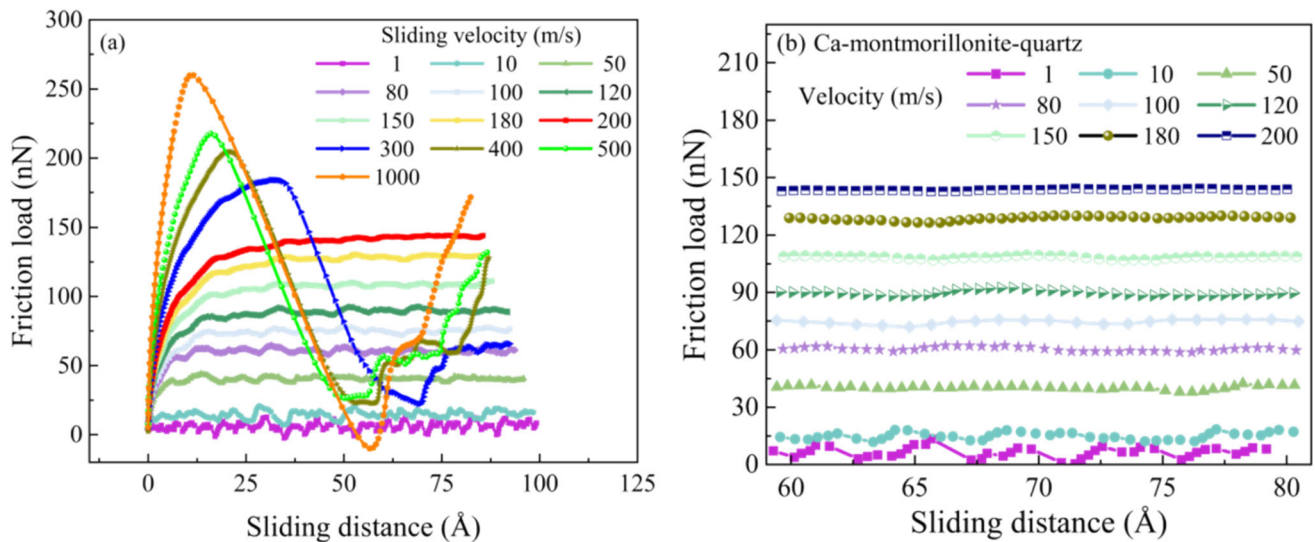 (a)
Sliding velocity (m/s)
1 10 50
80 100 120
150 180 200
300 400 500
1000
300
250
200
150
100
50
0
Friction load (nN)
0 25 50 75 100 125
Sliding distance (Å)
(b) Ca-montmorillonite-quartz
Velocity (m/s)
1 10 50
80 100 120
150 180 200
210
180
150
120
90
60
30
0
Friction load (nN)
60 65 70 75 80
Sliding distance (Å)